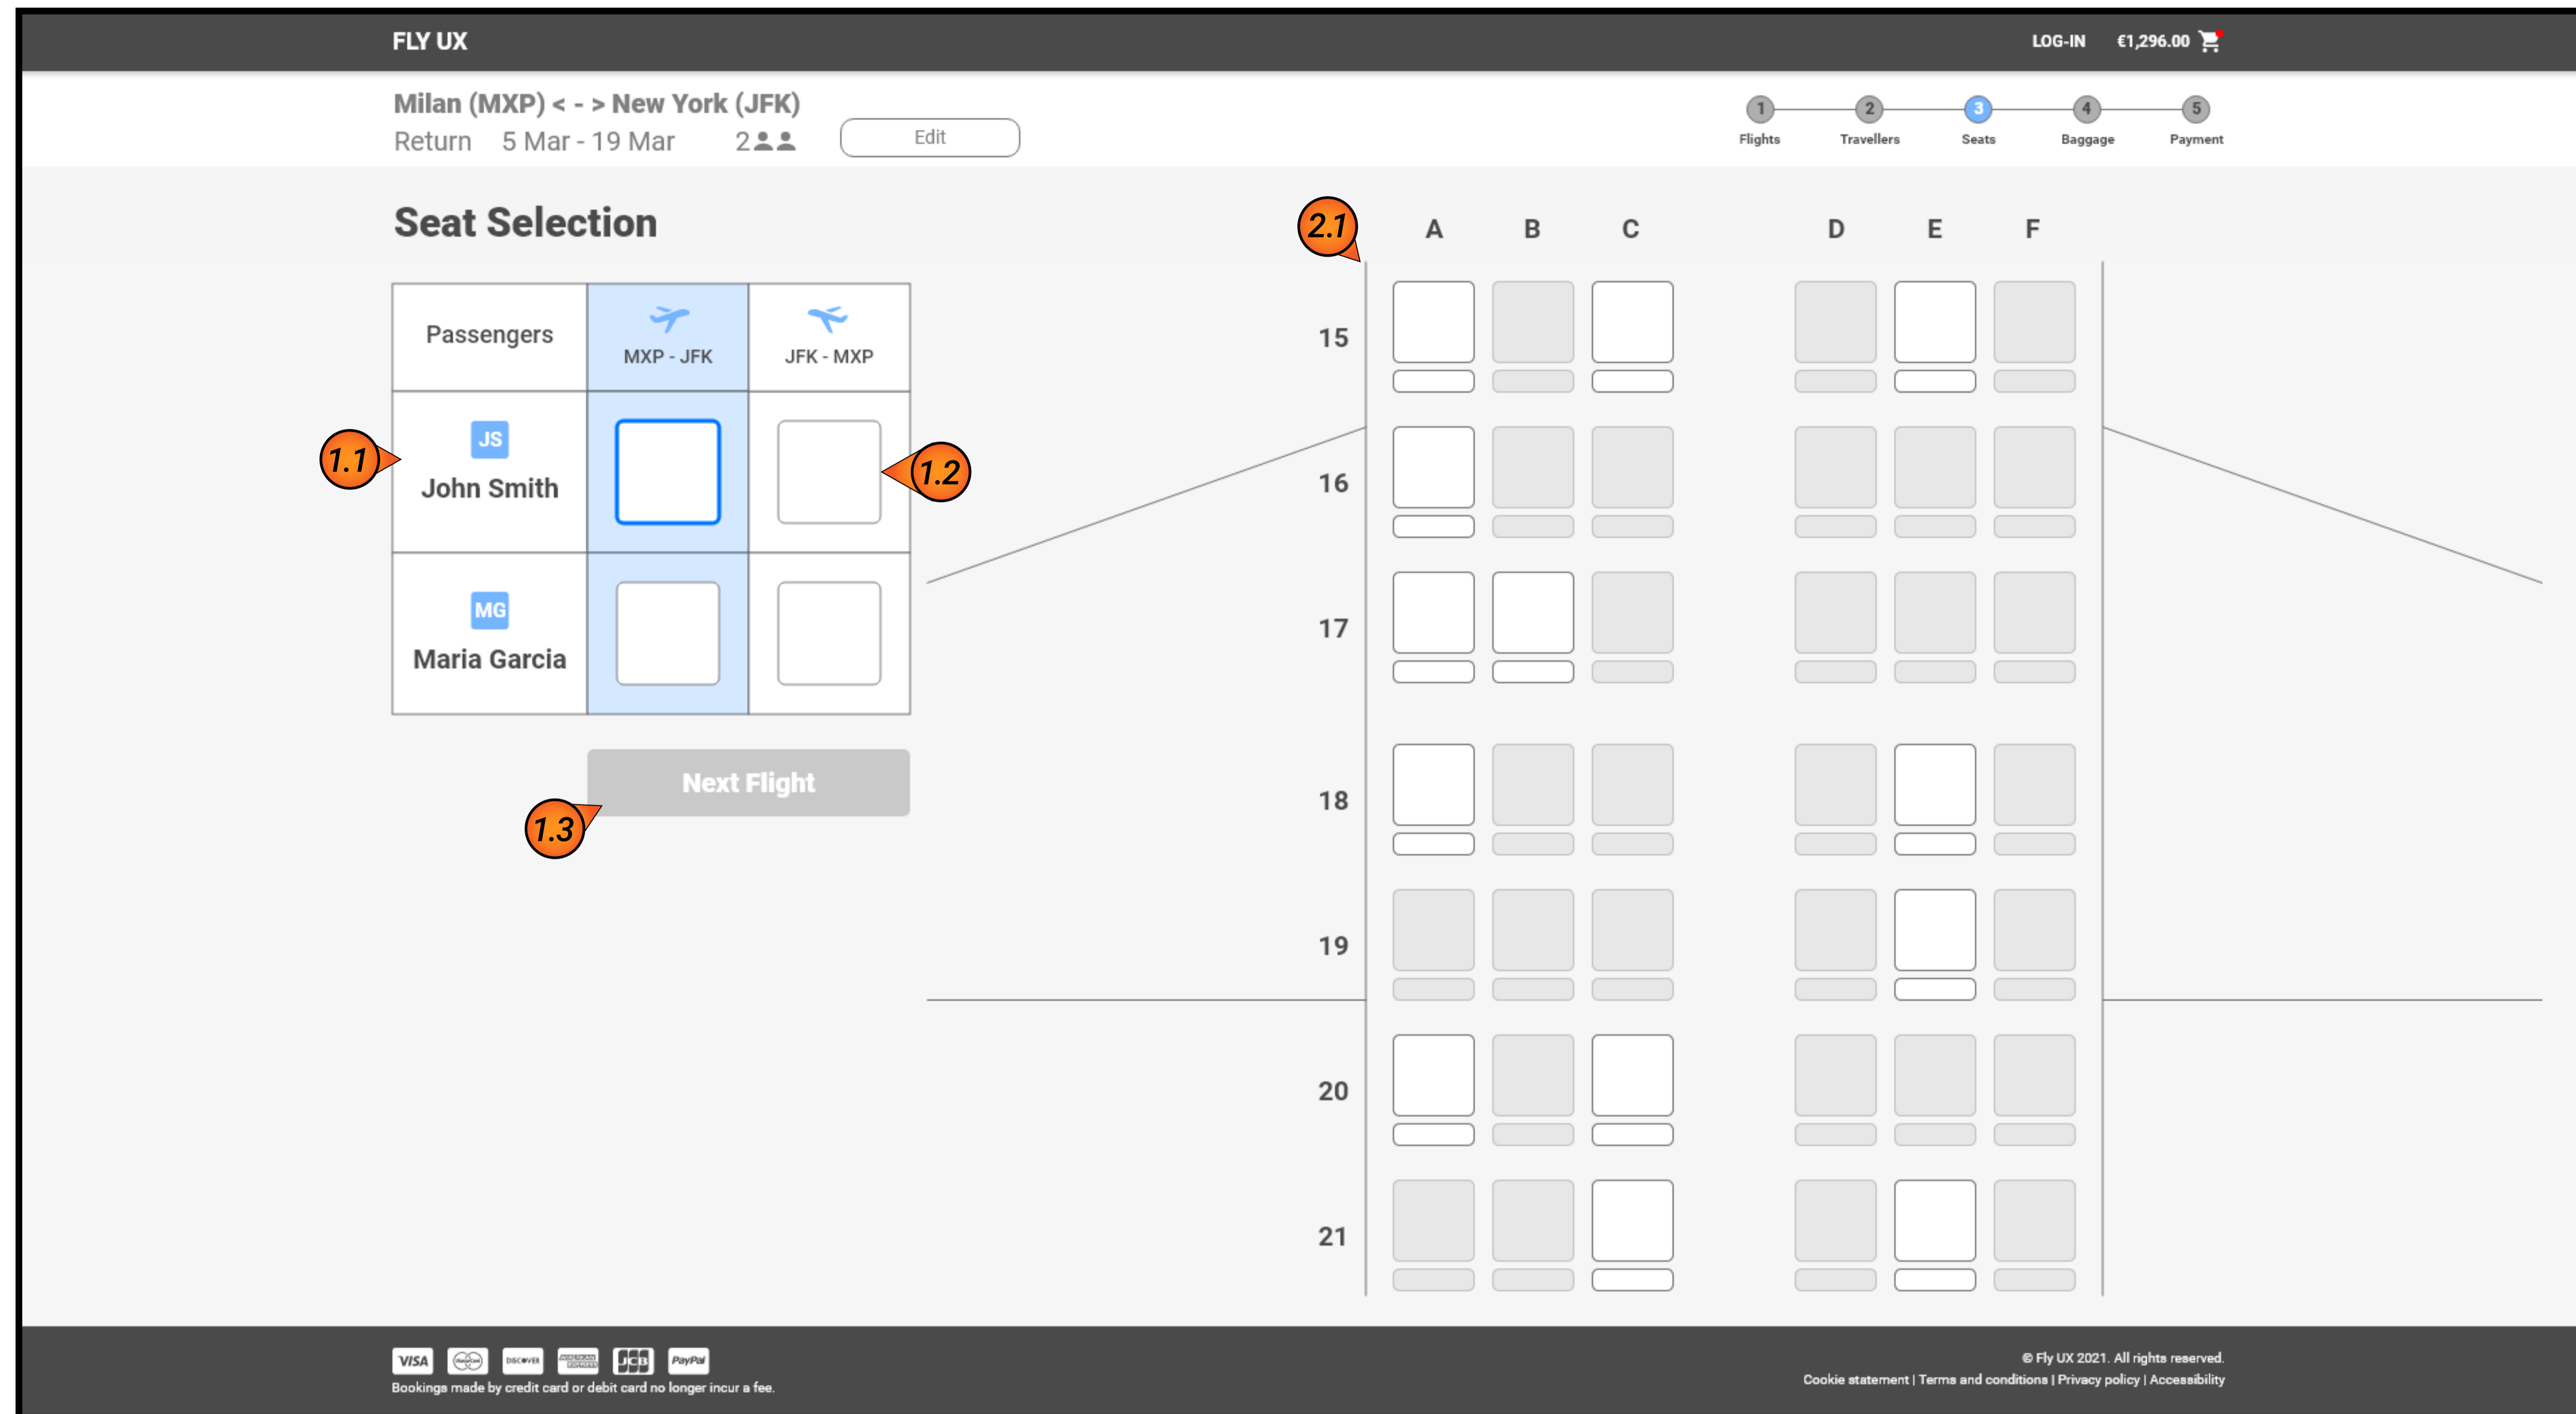 FLY UX
LOG-IN €1,296.00
Milan (MXP) < - > New York (JFK)
Return 5 Mar - 19 Mar 2
Edit
1 2 3 4 5
Flights Travellers Seats Baggage Payment
Seat Selection
2.1
A B C D E F
Passengers
MXP - JFK
JFK - MXP
1.1
JS
John Smith
1.2
MG
Maria Garcia
Next Flight
1.3
15
16
17
18
19
20
21
VISA MasterCard DISCOVER AMERICAN EXPRESS JCB PayPal
Bookings made by credit card or debit card no longer incur a fee.
© Fly UX 2021. All rights reserved.
Cookie statement | Terms and conditions | Privacy policy | Accessibility